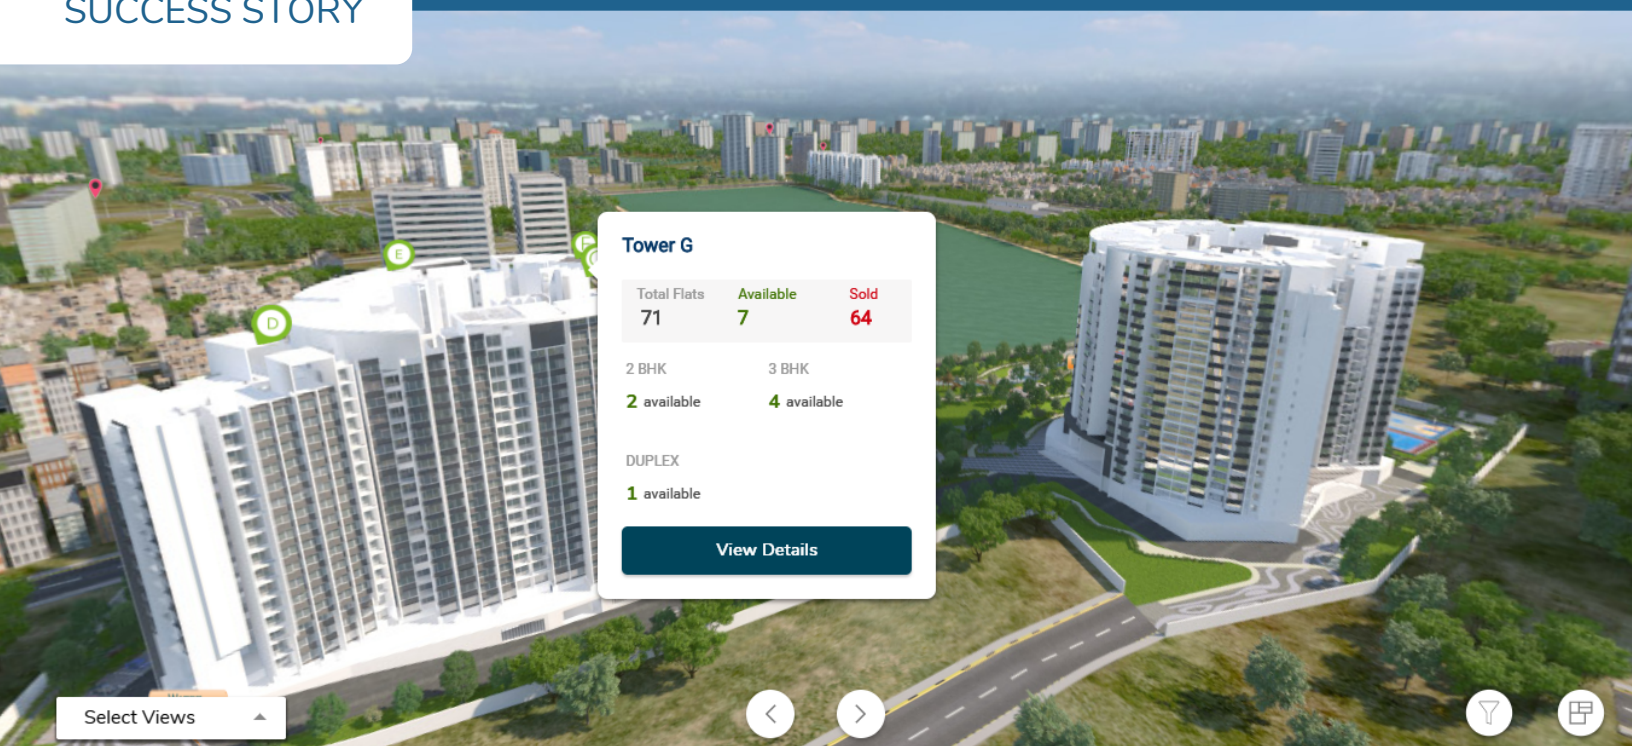 SUCCESS STORY
E
D
Tower G
Total Flats Available Sold
71 7 64
2 BHK 3 BHK
2 available 4 available
DUPLEX
1 available
View Details
Select Views